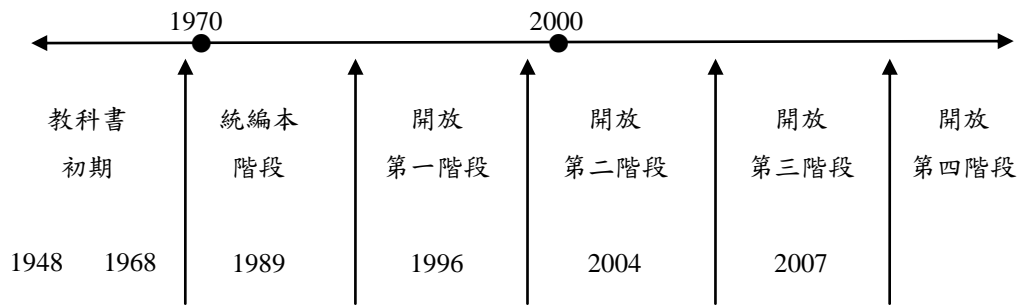 1970 2000
教科書 統編本 開放 開放 開放 開放
初期 階段 第一階段 第二階段 第三階段 第四階段
1948 1968 1989 1996 2004 2007